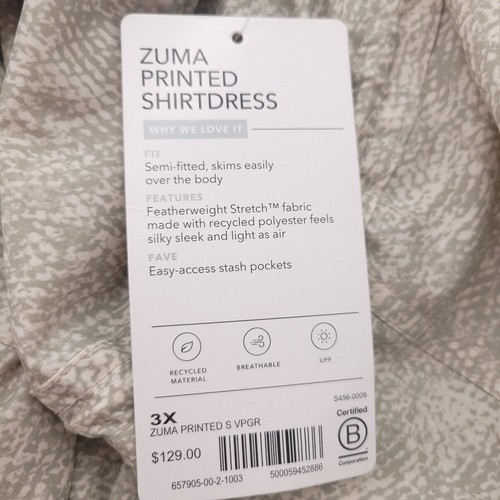 ZUMA
PRINTED
SHIRTDRESS
WHY WE LOVE IT
FIT
Semi-fitted, skims easily
over the body
FEATURES
Featherweight Stretch™ fabric
made with recycled polyester feels
silky sleek and light as air
FAVE
Easy-access stash pockets
RECYCLED
MATERIAL
BREATHABLE
UPF
S456-0009
3X
ZUMA PRINTED S VPGR
$129.00
657905-00-2-1003
500059452886
Certified
B
Corporation